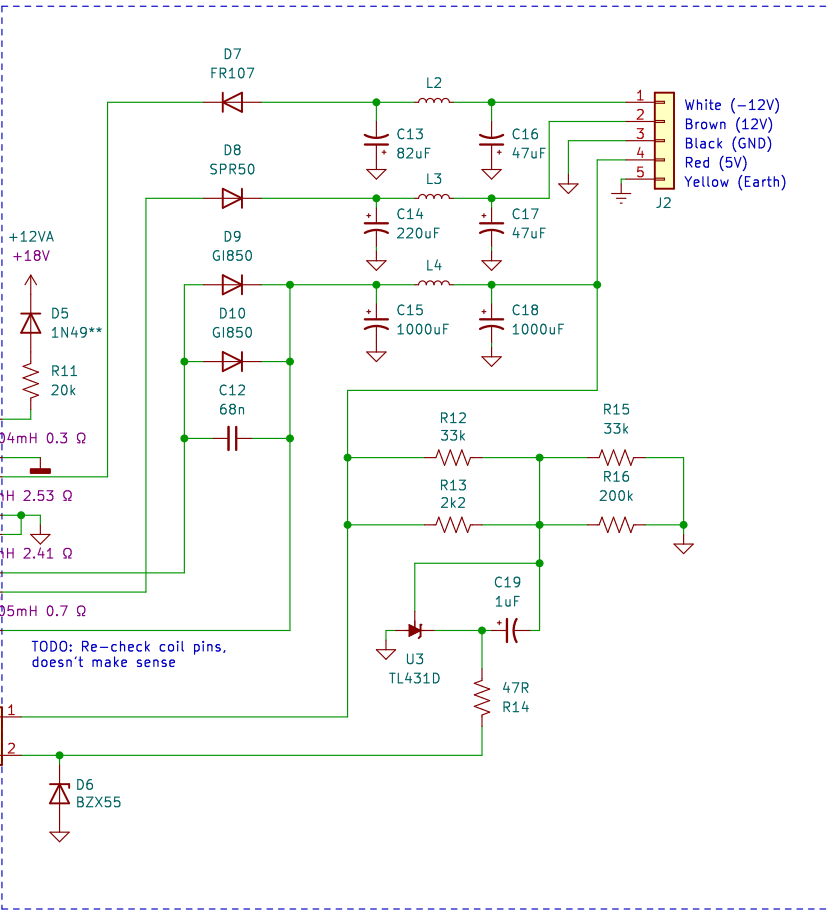 D7
FR107
L2
1
White (-12V)
2
Brown (12V)
C13
82uF
C16
47uF
3
Black (GND)
D8
SPR50
4
Red (5V)
L3
5
Yellow (Earth)
J2
C14
220uF
C17
47uF
+12VA
+18V
D9
GI850
L4
D5
1N49**
D10
GI850
C15
1000uF
C18
1000uF
R11
20k
C12
68n
R12
33k
R15
33k
04mH 0.3 Ω
R13
2k2
R16
200k
mH 2.53 Ω
mH 2.41 Ω
C19
1uF
05mH 0.7 Ω
TODO: Re-check coil pins,
doesn't make sense
U3
TL431D
47R
R14
1
2
D6
BZX55